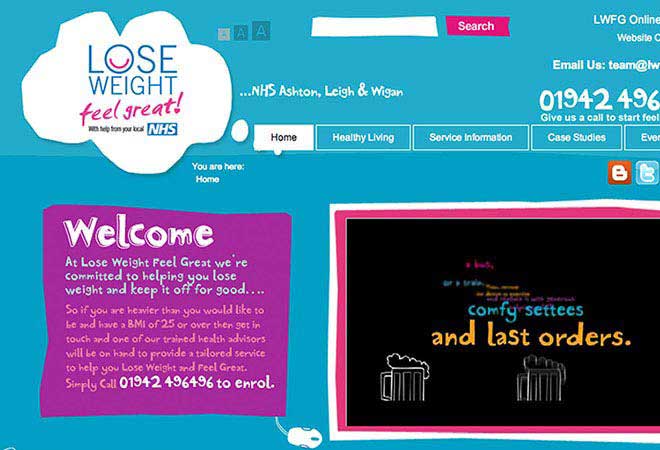 LOSE
WEIGHT
feel great!
With help from your local NHS
A A A
Search
LWFG Online
Website C
Email Us: team@lw
...NHS Ashton, Leigh & Wigan
01942 496
Give us a call to start feel
Home
Healthy Living
Service Information
Case Studies
Even
You are here:
Home
Welcome
At Lose Weight Feel Great we're
committed to helping you lose
weight and keep it off for good....
So if you are heavier than you would like to
be and have a BMI of 25 or over then get in
touch and one of our trained health advisors
will be on hand to provide a tailored service
to help you Lose Weight and Feel Great.
Simply Call 01942 496496 to enrol.
a bus,
or a train,
comfy settees
and last orders.